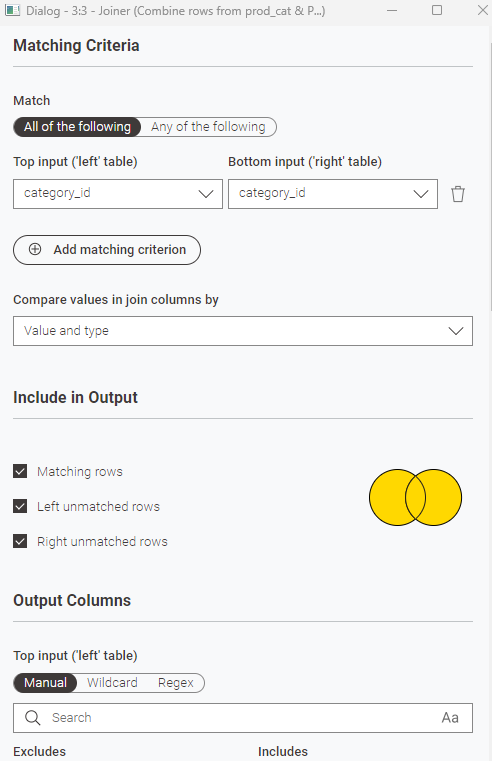 Dialog - 3:3 - Joiner (Combine rows from prod_cat & P...)
Matching Criteria
Match
All of the following Any of the following
Top input ('left' table) Bottom input ('right' table)
category_id category_id
Add matching criterion
Compare values in join columns by
Value and type
Include in Output
Matching rows
Left unmatched rows
Right unmatched rows
Output Columns
Top input ('left' table)
Manual Wildcard Regex
Search Aa
Excludes Includes